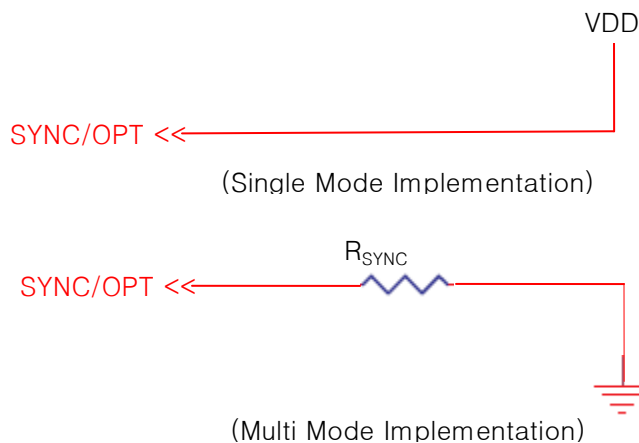 VDD
SYNC/OPT <<
(Single Mode Implementation)
RSYNC
SYNC/OPT <<
(Multi Mode Implementation)